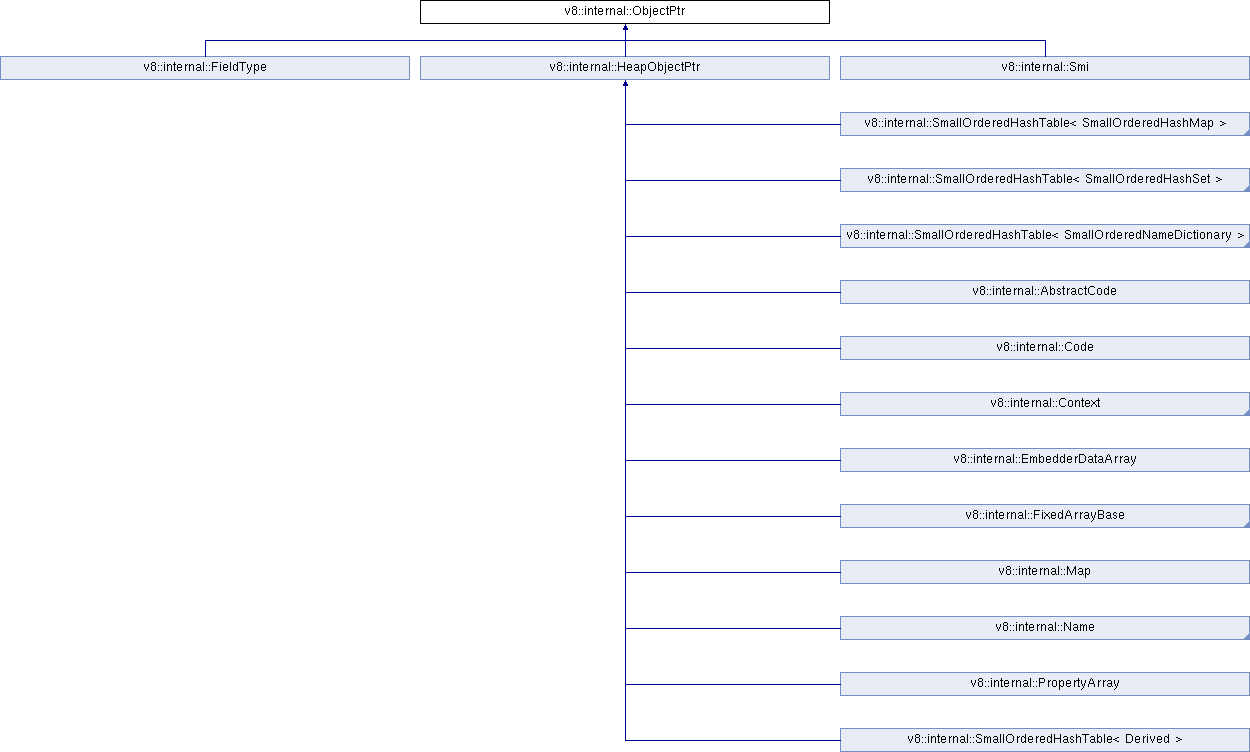 v8::internal::ObjectPtr
v8::internal::FieldType
v8::internal::HeapObjectPtr
v8::internal::Smi
v8::internal::SmallOrderedHashTable< SmallOrderedHashMap >
v8::internal::SmallOrderedHashTable< SmallOrderedHashSet >
v8::internal::SmallOrderedHashTable< SmallOrderedNameDictionary >
v8::internal::AbstractCode
v8::internal::Code
v8::internal::Context
v8::internal::EmbedderDataArray
v8::internal::FixedArrayBase
v8::internal::Map
v8::internal::Name
v8::internal::PropertyArray
v8::internal::SmallOrderedHashTable< Derived >